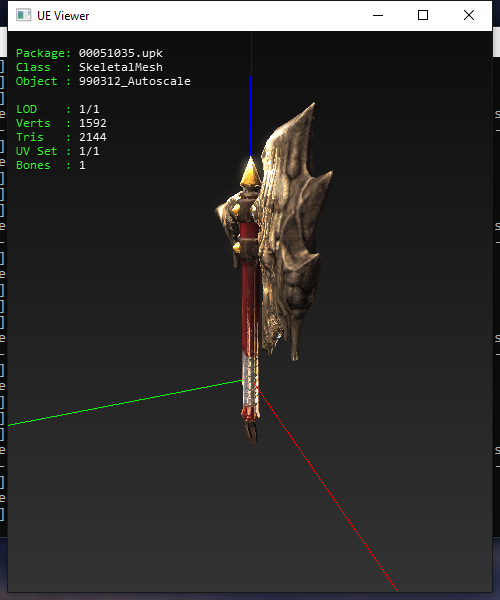 UE Viewer
Package: 00051035.upk
Class : SkeletalMesh
Object : 990312_Autoscale
LOD : 1/1
Verts : 1592
Tris : 2144
UV Set : 1/1
Bones : 1